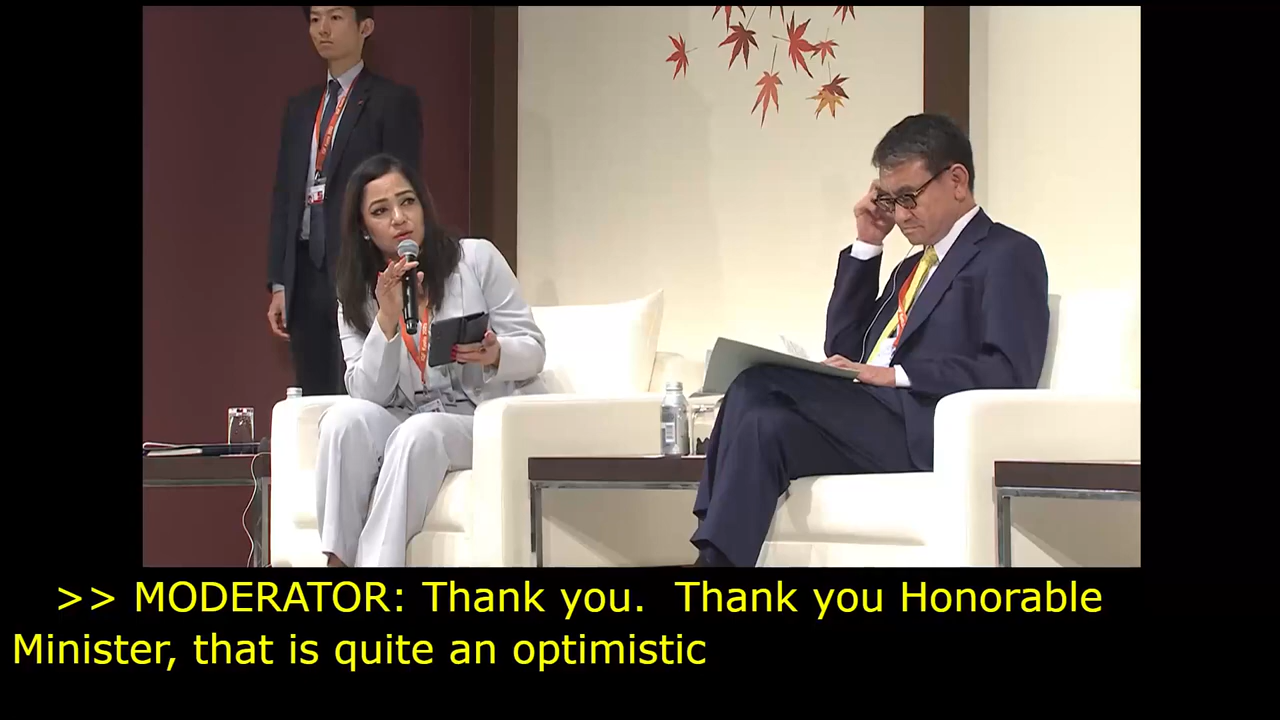 >> MODERATOR: Thank you.  Thank you Honorable
Minister, that is quite an optimistic